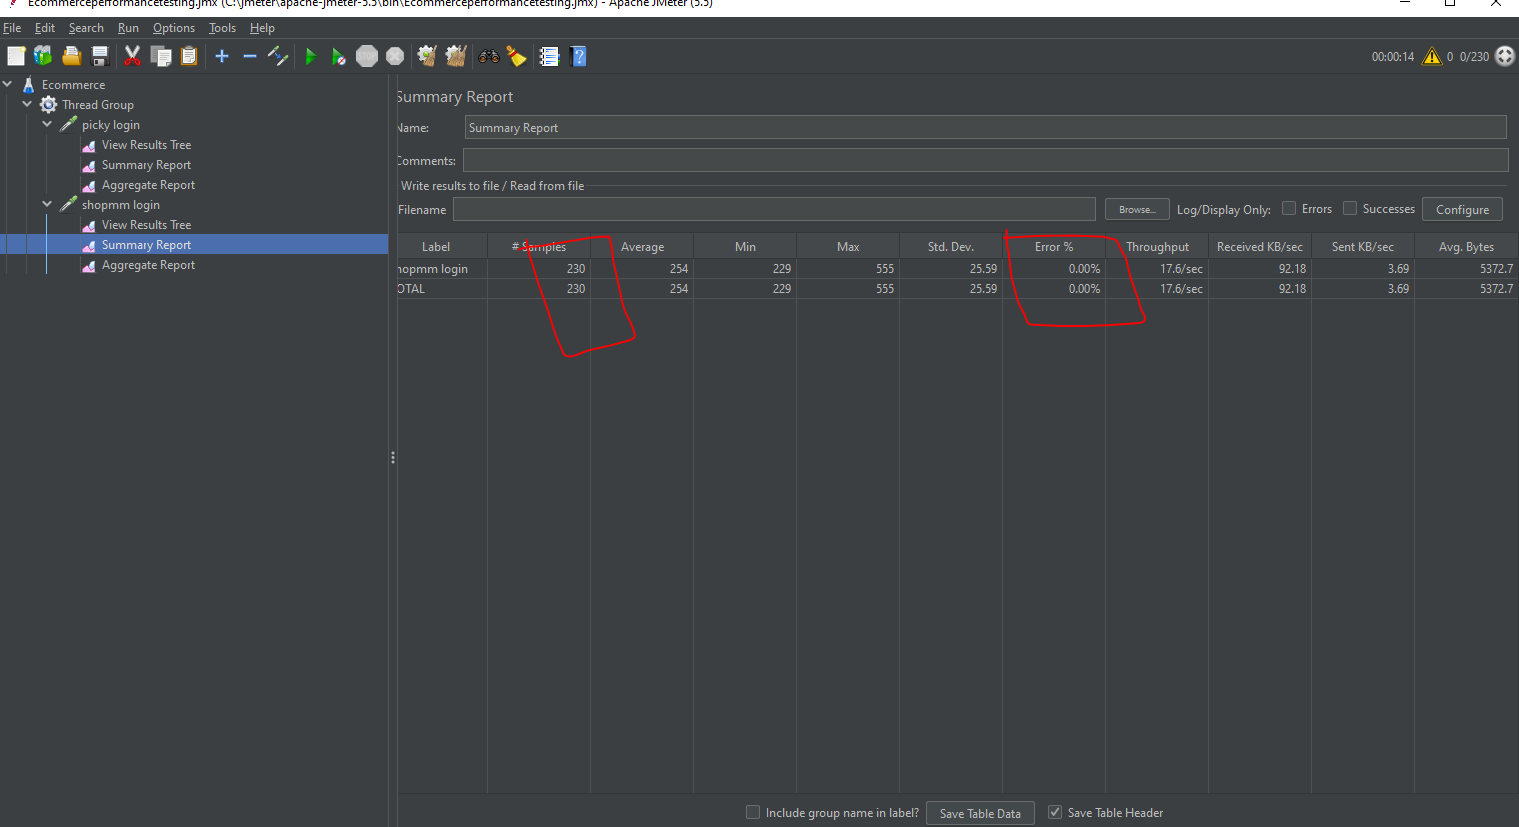 Ecommerceperformancetesting.jmx (C:\jmeter\apache-jmeter-5.5\bin\Ecommerceperformancetesting.jmx) - Apache JMeter (5.5)
File Edit Search Run Options Tools Help
00:00:14 0 0/230
Ecommerce
Thread Group
picky login
View Results Tree
Summary Report
Aggregate Report
shopmm login
View Results Tree
Summary Report
Aggregate Report
Summary Report
Name: Summary Report
Comments:
Write results to file / Read from file
Filename Browse... Log/Display Only: Errors Successes Configure
Label # Samples Average Min Max Std. Dev. Error % Throughput Received KB/sec Sent KB/sec Avg. Bytes
hopmm login 230 254 229 555 25.59 0.00% 17.6/sec 92.18 3.69 5372.7
OTAL 230 254 229 555 25.59 0.00% 17.6/sec 92.18 3.69 5372.7
Include group name in label? Save Table Data Save Table Header